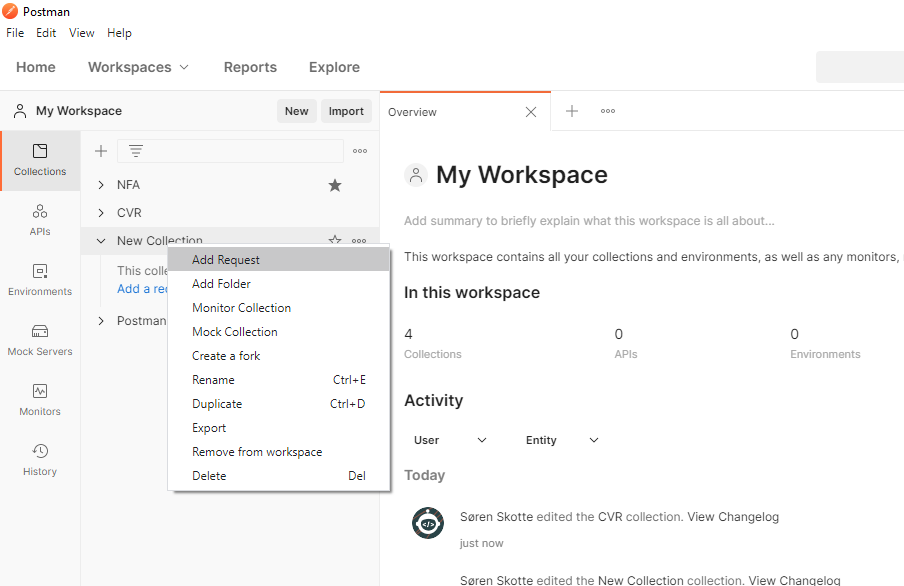 Postman
File Edit View Help
Home Workspaces Reports Explore
My Workspace New Import
Overview
Collections
APIs
Environments
Mock Servers
Monitors
History
NFA
CVR
New Collection
This colle
Add a req
Postman
Add Request
Add Folder
Monitor Collection
Mock Collection
Create a fork
Rename Ctrl+E
Duplicate Ctrl+D
Export
Remove from workspace
Delete Del
My Workspace
Add summary to briefly explain what this workspace is all about...
This workspace contains all your collections and environments, as well as any monitors,
In this workspace
4 0 0
Collections APIs Environments
Activity
User Entity
Today
Søren Skotte edited the CVR collection. View Changelog
just now
Søren Skotte edited the New Collection collection. View Changelog